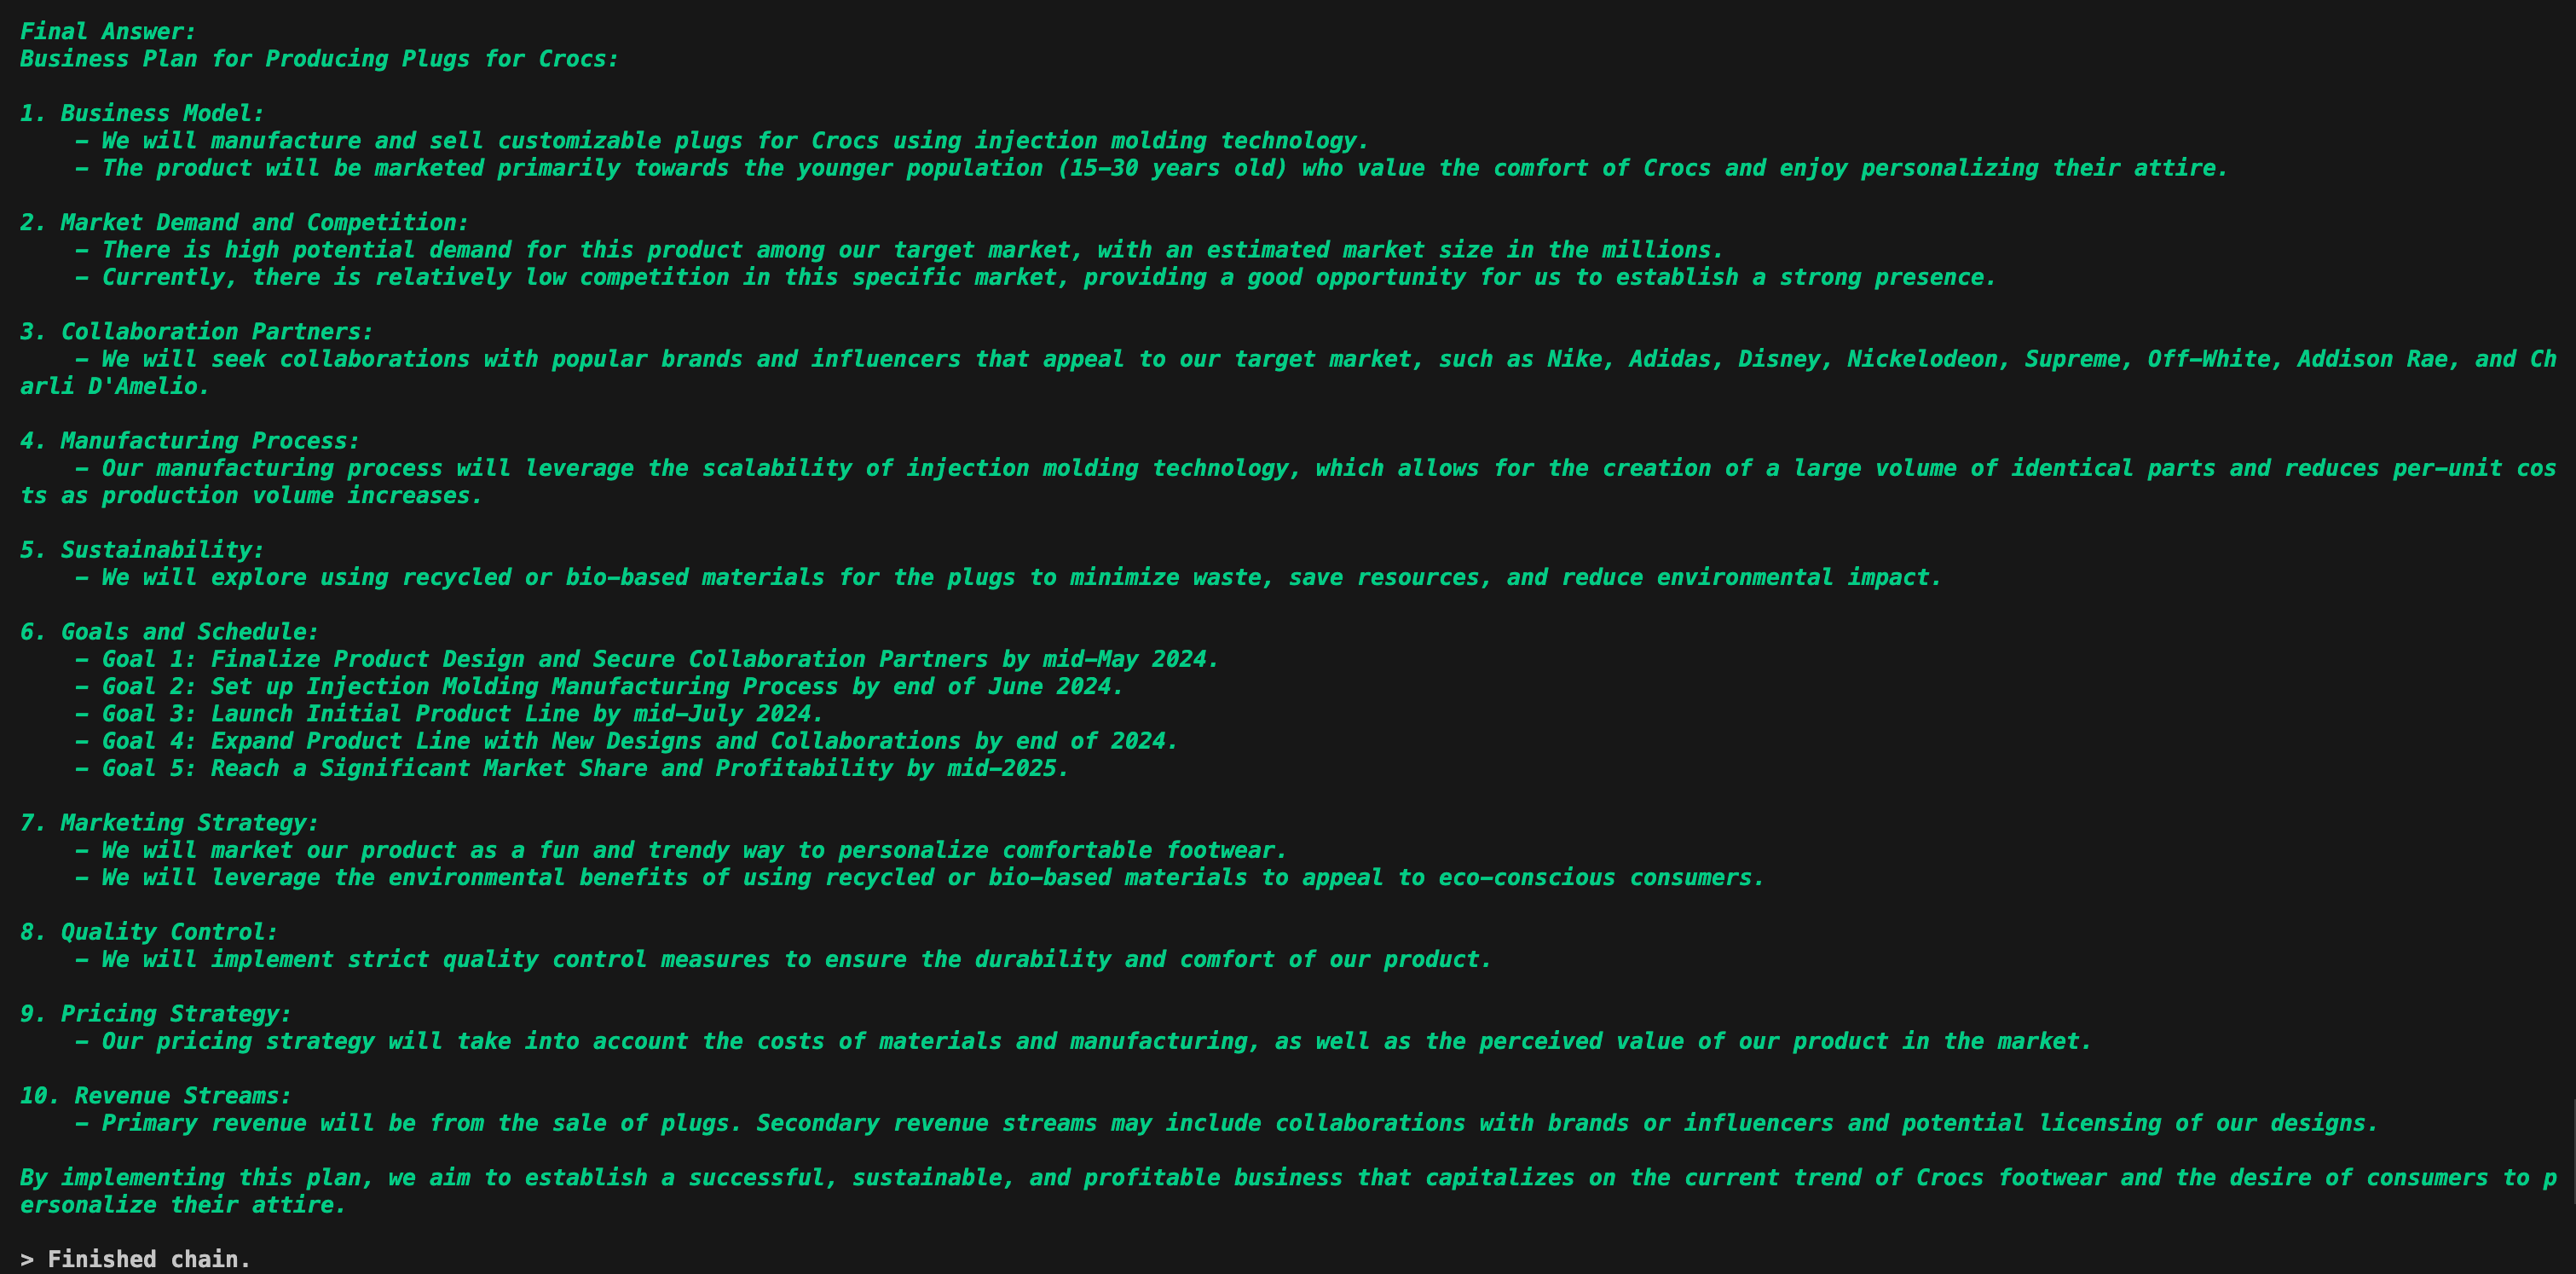 Final Answer:
Business Plan for Producing Plugs for Crocs:

1. Business Model:
    - We will manufacture and sell customizable plugs for Crocs using injection molding technology.
    - The product will be marketed primarily towards the younger population (15-30 years old) who value the comfort of Crocs and enjoy personalizing their attire.

2. Market Demand and Competition:
    - There is high potential demand for this product among our target market, with an estimated market size in the millions.
    - Currently, there is relatively low competition in this specific market, providing a good opportunity for us to establish a strong presence.

3. Collaboration Partners:
    - We will seek collaborations with popular brands and influencers that appeal to our target market, such as Nike, Adidas, Disney, Nickelodeon, Supreme, Off-White, Addison Rae, and Ch
arli D'Amelio.

4. Manufacturing Process:
    - Our manufacturing process will leverage the scalability of injection molding technology, which allows for the creation of a large volume of identical parts and reduces per-unit cos
ts as production volume increases.

5. Sustainability:
    - We will explore using recycled or bio-based materials for the plugs to minimize waste, save resources, and reduce environmental impact.

6. Goals and Schedule:
    - Goal 1: Finalize Product Design and Secure Collaboration Partners by mid-May 2024.
    - Goal 2: Set up Injection Molding Manufacturing Process by end of June 2024.
    - Goal 3: Launch Initial Product Line by mid-July 2024.
    - Goal 4: Expand Product Line with New Designs and Collaborations by end of 2024.
    - Goal 5: Reach a Significant Market Share and Profitability by mid-2025.

7. Marketing Strategy:
    - We will market our product as a fun and trendy way to personalize comfortable footwear.
    - We will leverage the environmental benefits of using recycled or bio-based materials to appeal to eco-conscious consumers.

8. Quality Control:
    - We will implement strict quality control measures to ensure the durability and comfort of our product.

9. Pricing Strategy:
    - Our pricing strategy will take into account the costs of materials and manufacturing, as well as the perceived value of our product in the market.

10. Revenue Streams:
    - Primary revenue will be from the sale of plugs. Secondary revenue streams may include collaborations with brands or influencers and potential licensing of our designs.

By implementing this plan, we aim to establish a successful, sustainable, and profitable business that capitalizes on the current trend of Crocs footwear and the desire of consumers to p
ersonalize their attire.

> Finished chain.